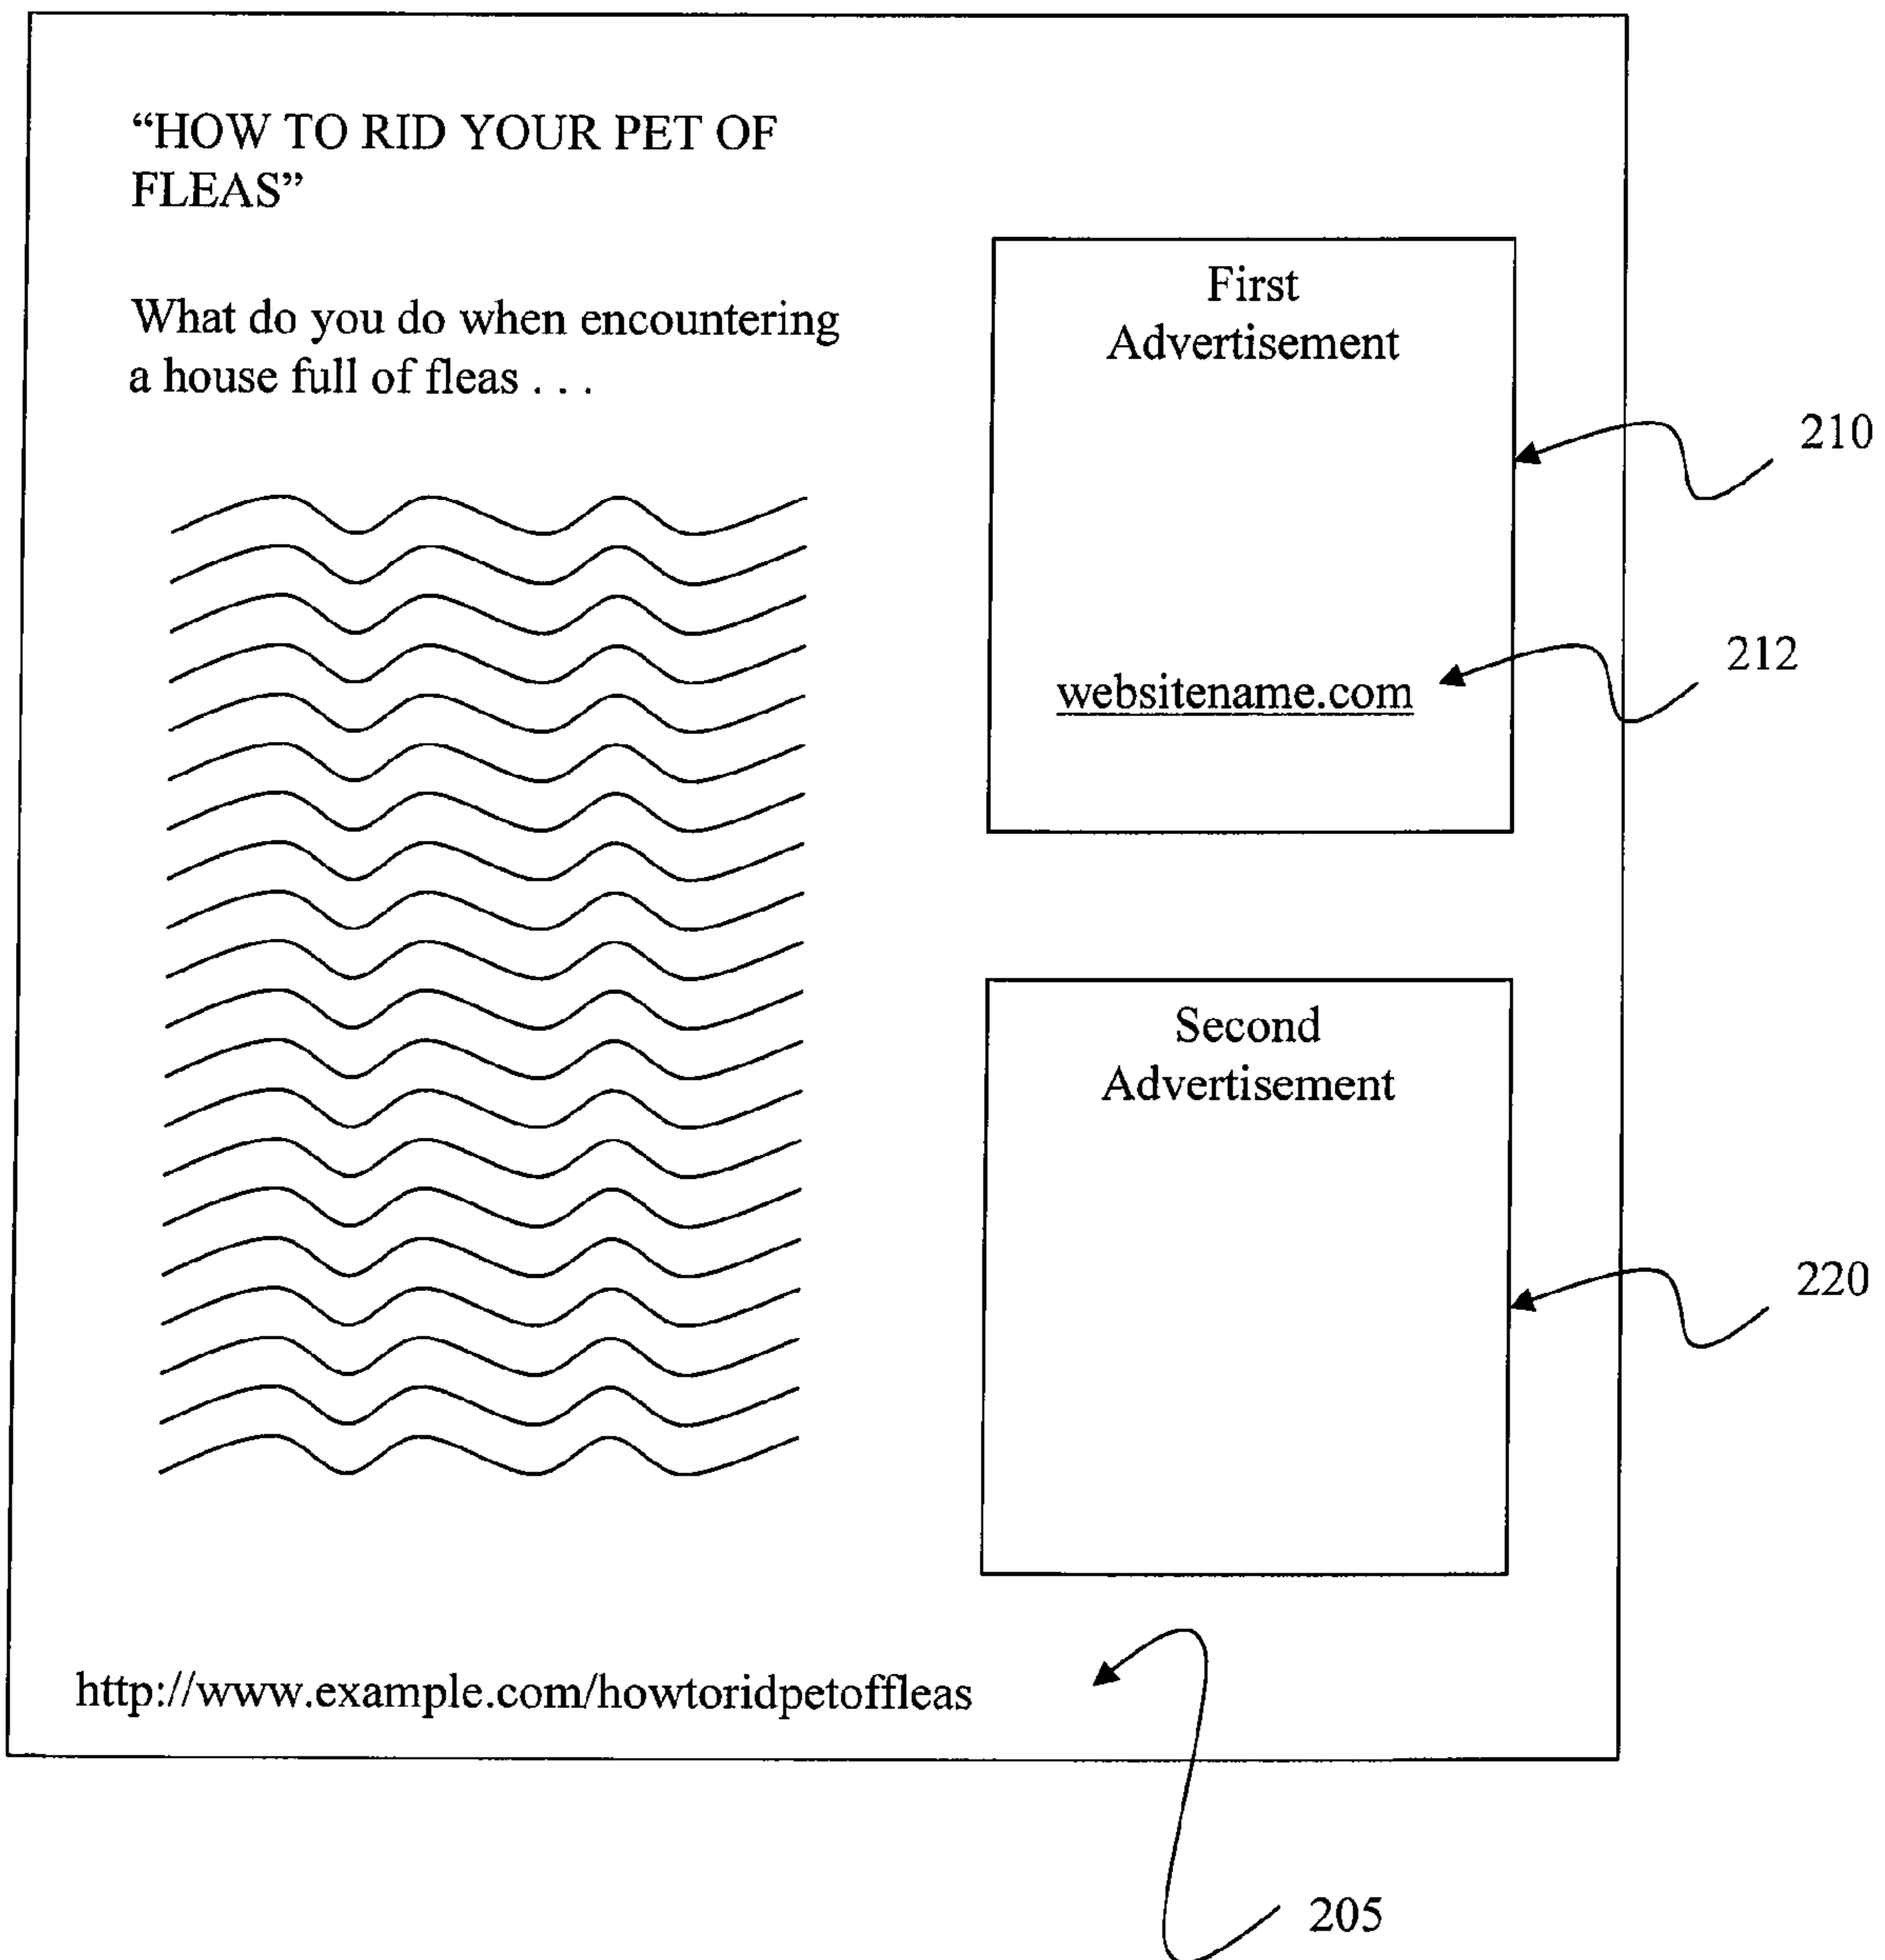 “HOW TO RID YOUR PET OF
FLEAS”
What do you do when encountering
a house full of fleas . . .
First
Advertisement
210
websitename.com
212
Second
Advertisement
220
http://www.example.com/howtoridpetoffleas
205